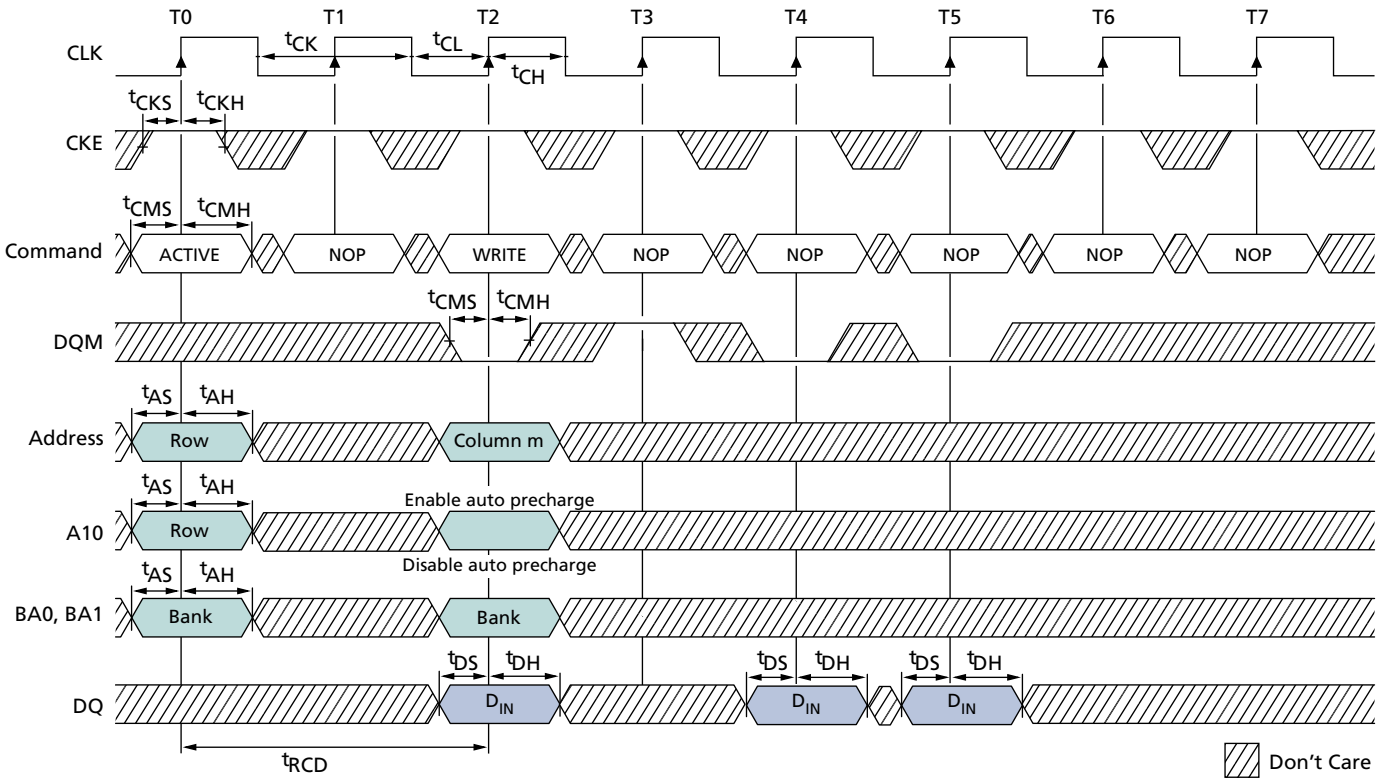 T0 T1 T2 T3 T4 T5 T6 T7
CLK tCK tCL
tCH
tCKS tCKH
CKE
tCMS tCMH
Command ACTIVE NOP WRITE NOP NOP NOP NOP NOP
tCMS tCMH
DQM
tAS tAH
Address Row Column m
tAS tAH Enable auto precharge
A10 Row
Disable auto precharge
tAS tAH
BA0, BA1 Bank Bank
tDS tDH tDS tDH tDS tDH
DQ DIN DIN DIN
tRCD
Don't Care